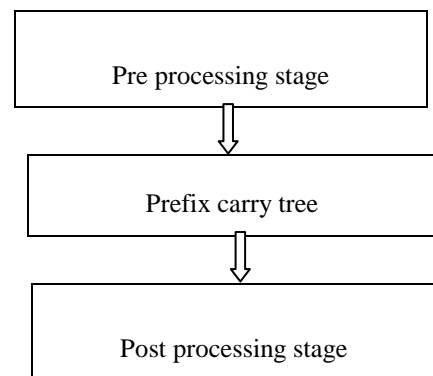 Pre processing stage
Prefix carry tree
Post processing stage